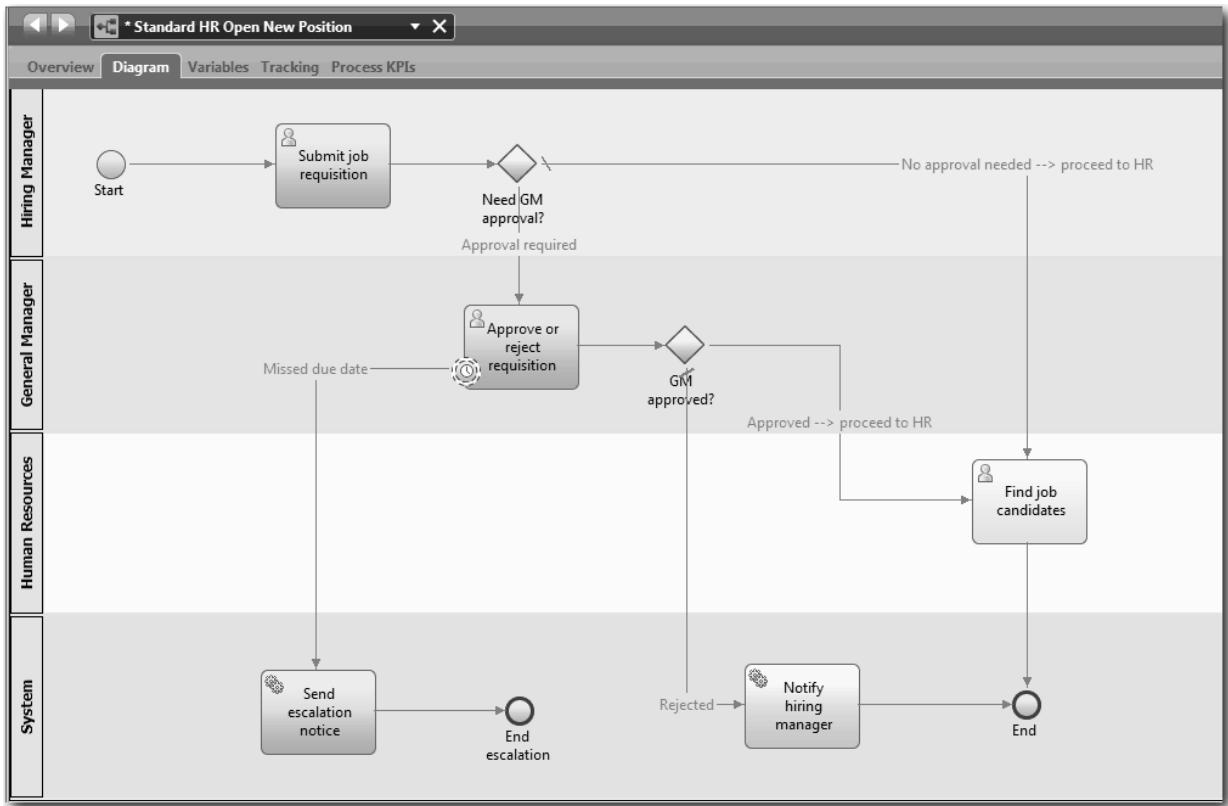 * Standard HR Open New Position
Overview Diagram Variables Tracking Process KPIs
Hiring Manager
Start
Submit job
requisition
Need GM
approval?
No approval needed --> proceed to HR
Approval required
General Manager
Approve or
reject
requisition
Missed due date
GM
approved?
Approved --> proceed to HR
Human Resources
Find job
candidates
System
Send
escalation
notice
End
escalation
Rejected
Notify
hiring
manager
End